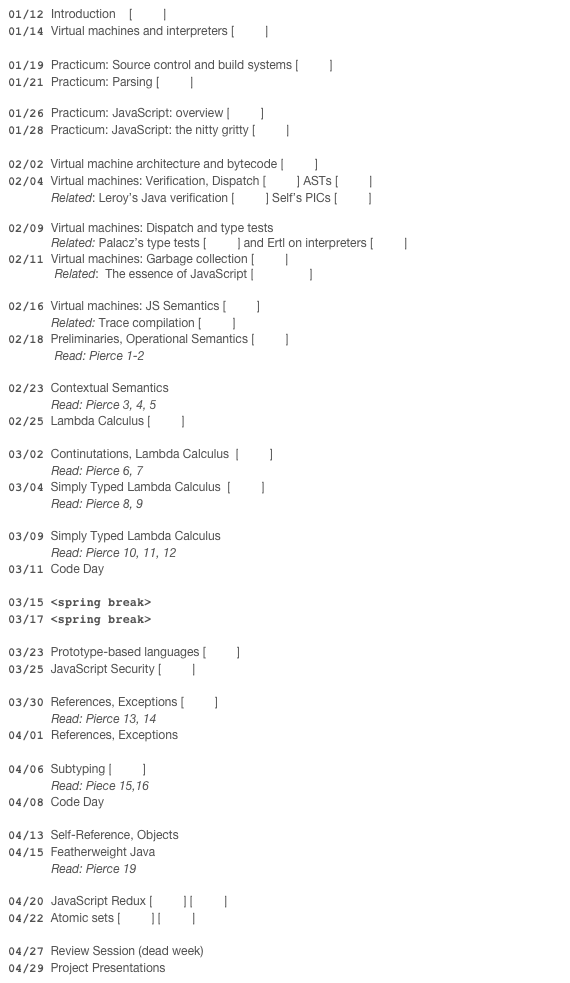 01/12 Introduction [ ]
01/14 Virtual machines and interpreters [ ]
01/19 Practicum: Source control and build systems [ ]
01/21 Practicum: Parsing [ ]
01/26 Practicum: JavaScript: overview [ ]
01/28 Practicum: JavaScript: the nitty gritty [ ]
02/02 Virtual machine architecture and bytecode [ ]
02/04 Virtual machines: Verification, Dispatch [ ] ASTs [ ]
Related: Leroy's Java verification [ ] Self's PICs [ ]
02/09 Virtual machines: Dispatch and type tests
Related: Palacz's type tests [ ] and Ertl on interpreters [ ]
02/11 Virtual machines: Garbage collection [ ]
Related: The essence of JavaScript [ ]
02/16 Virtual machines: JS Semantics [ ]
Related: Trace compilation [ ]
02/18 Preliminaries, Operational Semantics [ ]
Read: Pierce 1-2
02/23 Contextual Semantics
Read: Pierce 3, 4, 5
02/25 Lambda Calculus [ ]
03/02 Continutations, Lambda Calculus [ ]
Read: Pierce 6, 7
03/04 Simply Typed Lambda Calculus [ ]
Read: Pierce 8, 9
03/09 Simply Typed Lambda Calculus
Read: Pierce 10, 11, 12
03/11 Code Day
03/15 <spring break>
03/17 <spring break>
03/23 Prototype-based languages [ ]
03/25 JavaScript Security [ ]
03/30 References, Exceptions [ ]
Read: Pierce 13, 14
04/01 References, Exceptions
04/06 Subtyping [ ]
Read: Piece 15,16
04/08 Code Day
04/13 Self-Reference, Objects
04/15 Featherweight Java
Read: Pierce 19
04/20 JavaScript Redux [ ] [ ]
04/22 Atomic sets [ ] [ ]
04/27 Review Session (dead week)
04/29 Project Presentations